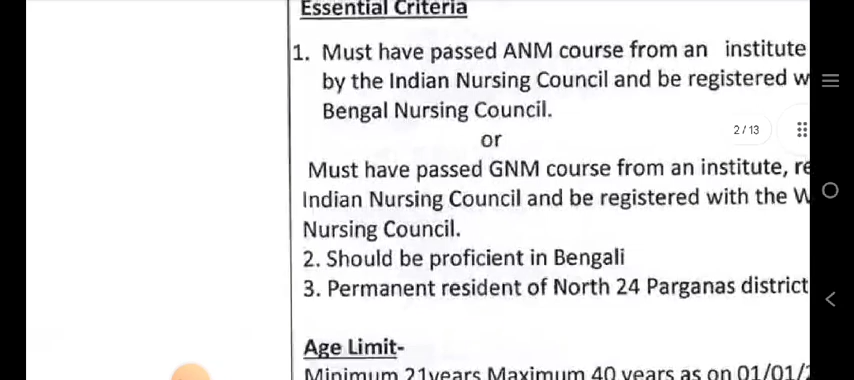 Essential Criteria
1. Must have passed ANM course from an institute
by the Indian Nursing Council and be registered w
Bengal Nursing Council.
or
2/13
Must have passed GNM course from an institute, re
Indian Nursing Council and be registered with the W
Nursing Council.
2. Should be proficient in Bengali
3. Permanent resident of North 24 Parganas district
Age Limit-
Minimum 21years Maximum 40 years as on 01/01/